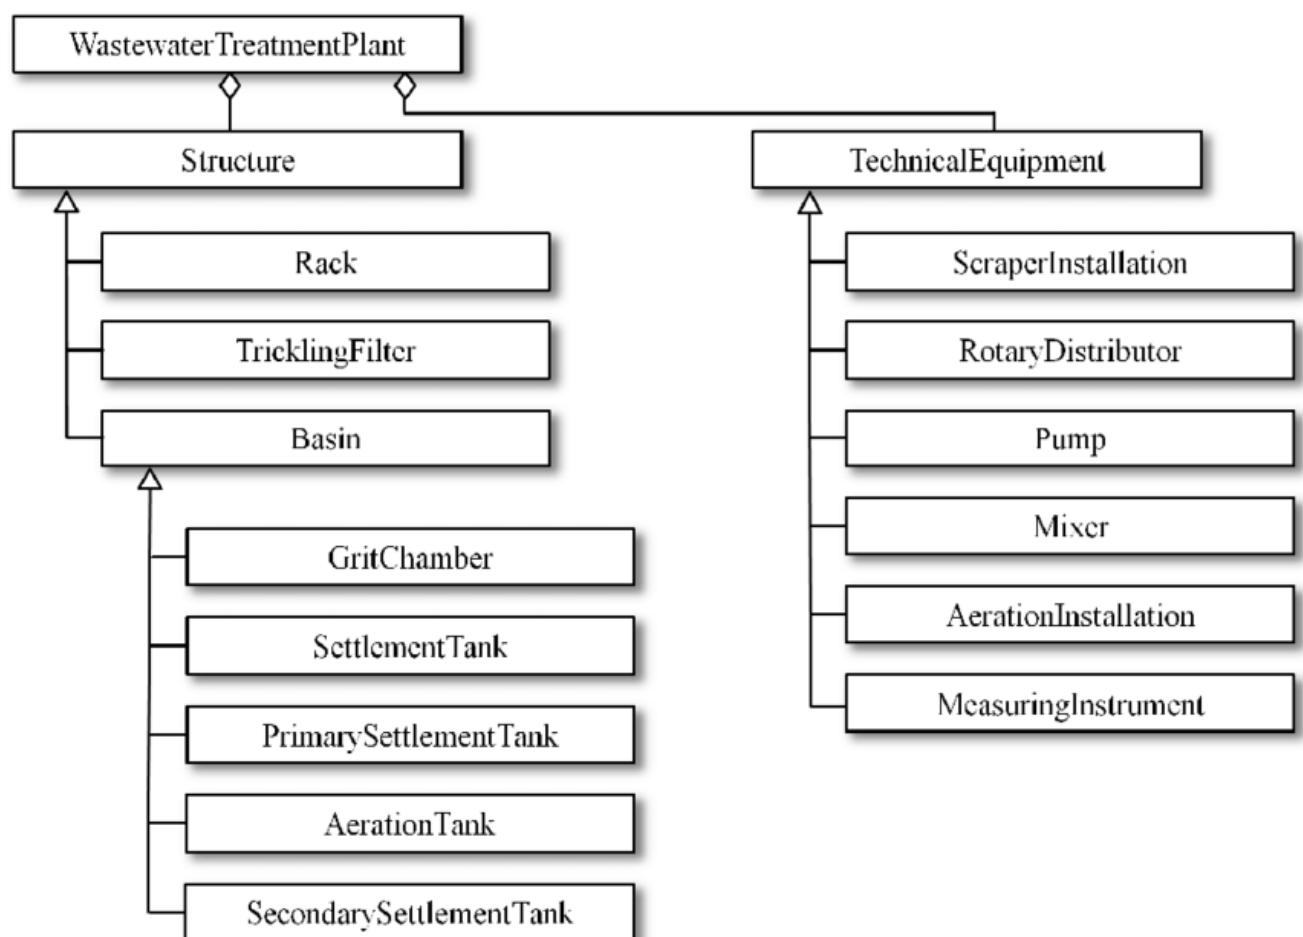 WastewaterTreatmentPlant
Structure
TechnicalEquipment
Rack
TricklingFilter
Basin
GritChamber
SettlementTank
PrimarySettlementTank
AerationTank
SecondarySettlementTank
ScraperInstallation
RotaryDistributor
Pump
Mixer
AerationInstallation
MeasuringInstrument